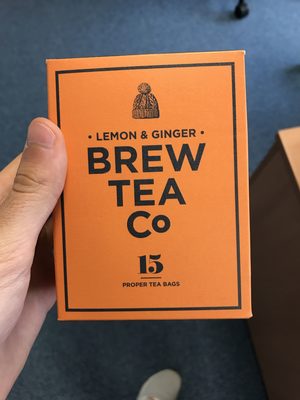 • LEMON & GINGER •
BREW
TEA
Co
15
PROPER TEA BAGS